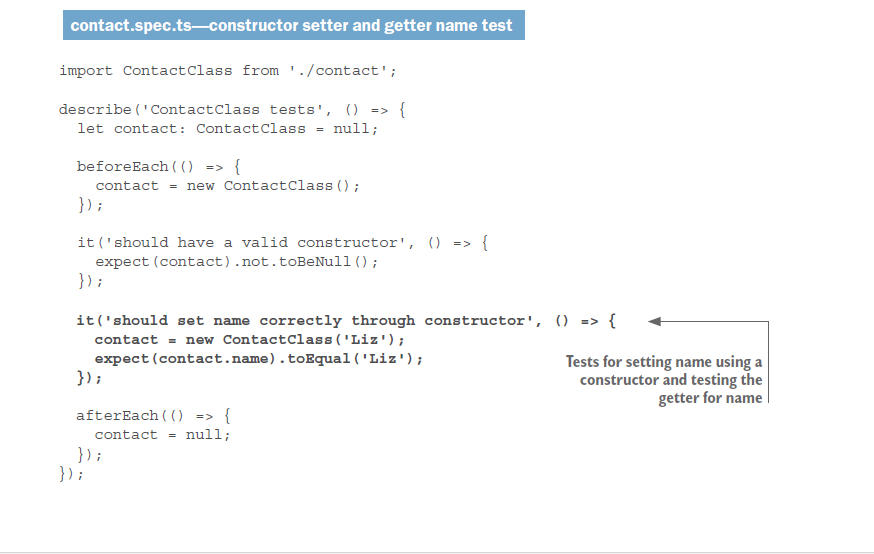 contact.spec.ts—constructor setter and getter name test
import ContactClass from './contact';
describe('ContactClass tests', () => {
let contact: ContactClass = null;
beforeEach(() => {
contact = new ContactClass();
});
it('should have a valid constructor', () => {
expect(contact).not.toBeNull();
});
it('should set name correctly through constructor', () => {
contact = new ContactClass('Liz');
expect(contact.name).toEqual('Liz');
});
Tests for setting name using a
constructor and testing the
getter for name
afterEach(() => {
contact = null;
});
});